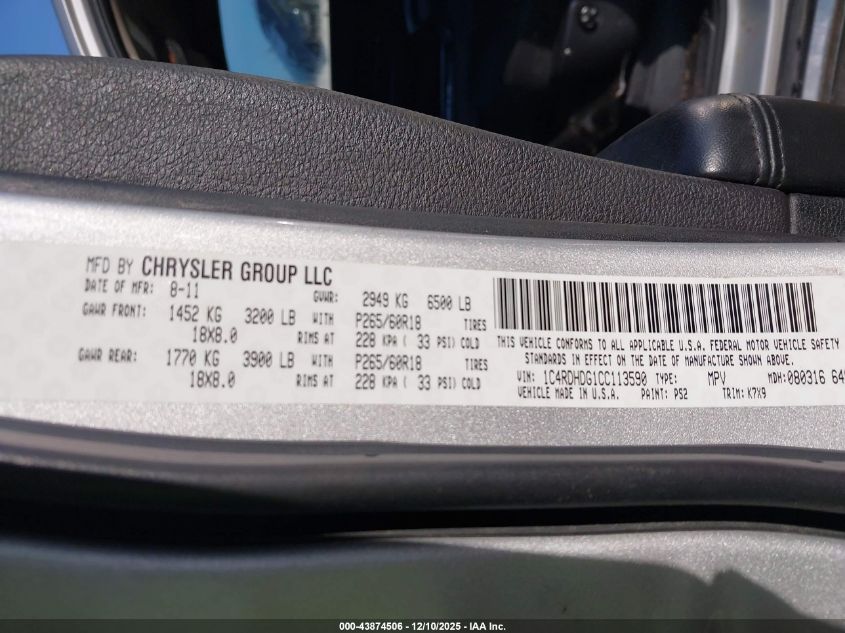 MFD BY CHRYSLER GROUP LLC
DATE OF MFR: 8-11 GVWR: 2949 KG 6500 LB
GAWR FRONT: 1452 KG 3200 LB WITH P265/60R18 TIRES
18X8.0 RIMS AT 228 KPA ( 33 PSI) COLD
GAWR REAR: 1770 KG 3900 LB WITH P265/60R18 TIRES
18X8.0 RIMS AT 228 KPA ( 33 PSI) COLD
THIS VEHICLE CONFORMS TO ALL APPLICABLE U.S.A. FEDERAL MOTOR VEHICLE SAFETY
STANDARDS IN EFFECT ON THE DATE OF MANUFACTURE SHOWN ABOVE.
VIN: 1C4RDHDG1CC113590 TYPE: MPV MDH:080316
VEHICLE MADE IN U.S.A. PAINT: PS2 TRIM: K7X9
000-43874506 — 12/10/2025 — IAA Inc.